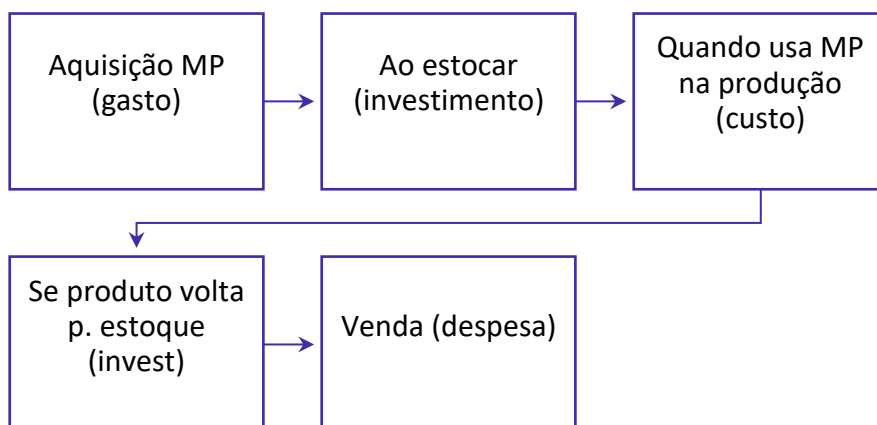 Aquisição MP
(gasto)
Ao estocar
(investimento)
Quando usa MP
na produção
(custo)
Se produto volta
p. estoque
(invest)
Venda (despesa)